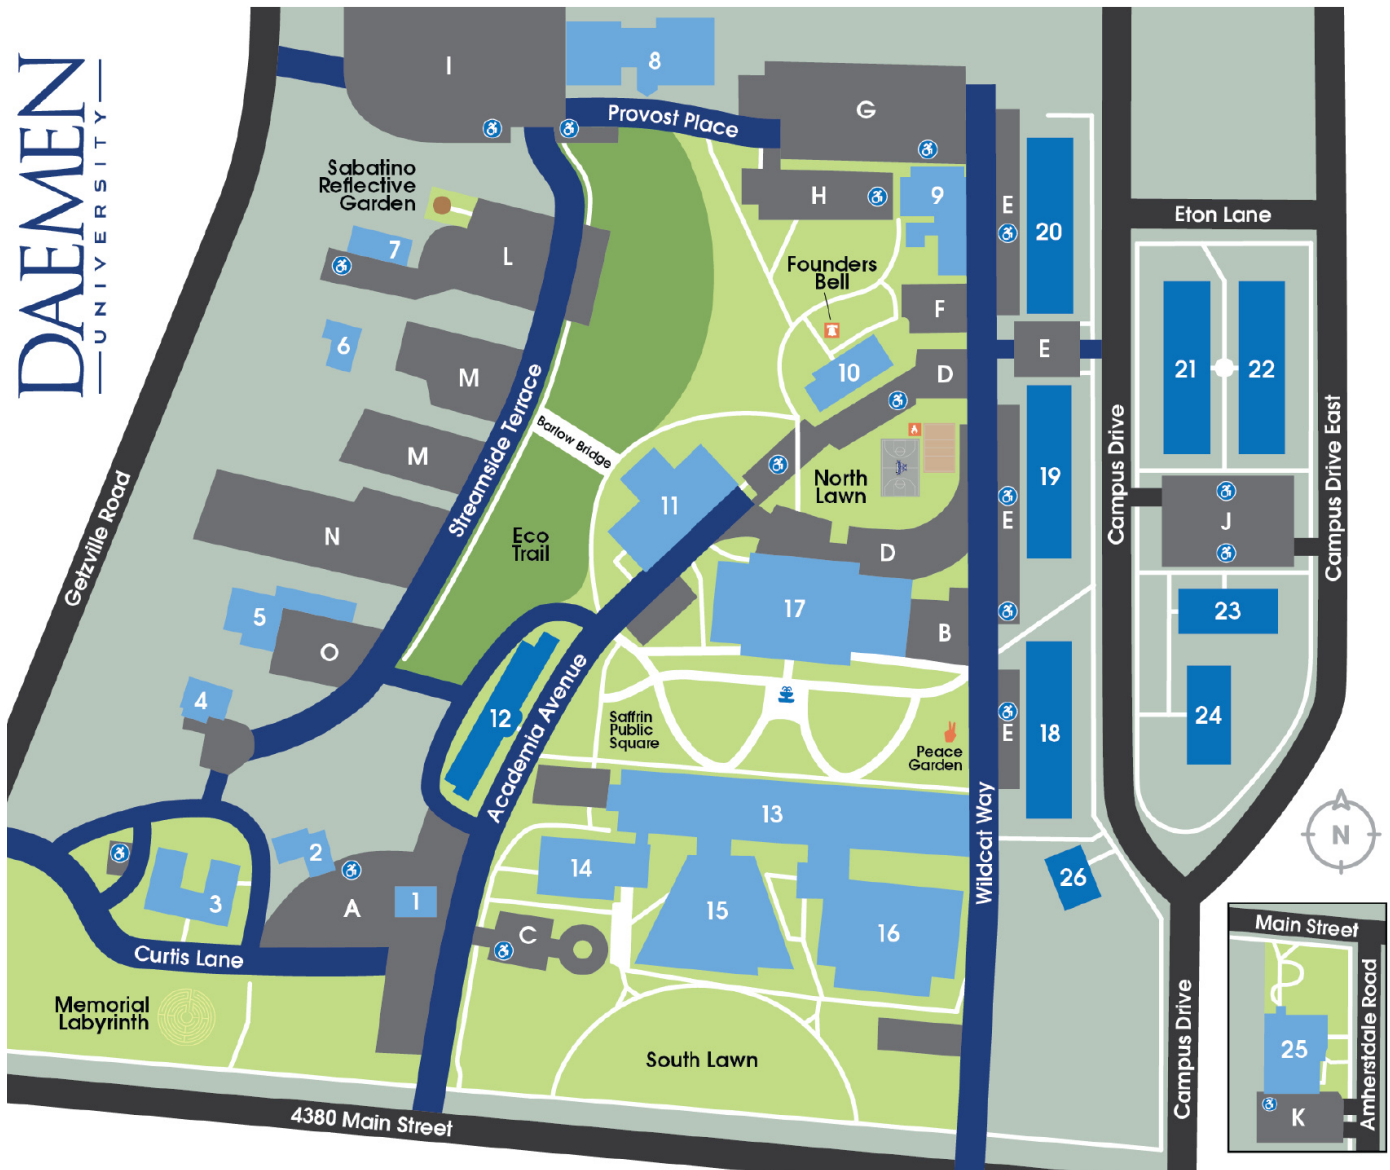 DAEMEN
UNIVERSITY
I
8
Provost Place
G
Sabatino
Reflective
Garden
H
9
E
20
Eton Lane
7
L
Founders
Bell
F
6
M
10
D
E
21
22
Streamside Terrace
Barlow Bridge
Campus Drive
Campus Drive East
M
North
Lawn
19
11
Getzville Road
N
Eco
Trail
D
E
J
5
O
17
B
23
4
12
Academia Avenue
Saffrin
Public
Square
Peace
Garden
E
18
24
Wildcat Way
13
N
2
14
26
3
A
1
15
C
16
Curtis Lane
Main Street
Memorial
Labyrinth
South Lawn
Campus Drive
25
Amherstdale Road
K
4380 Main Street